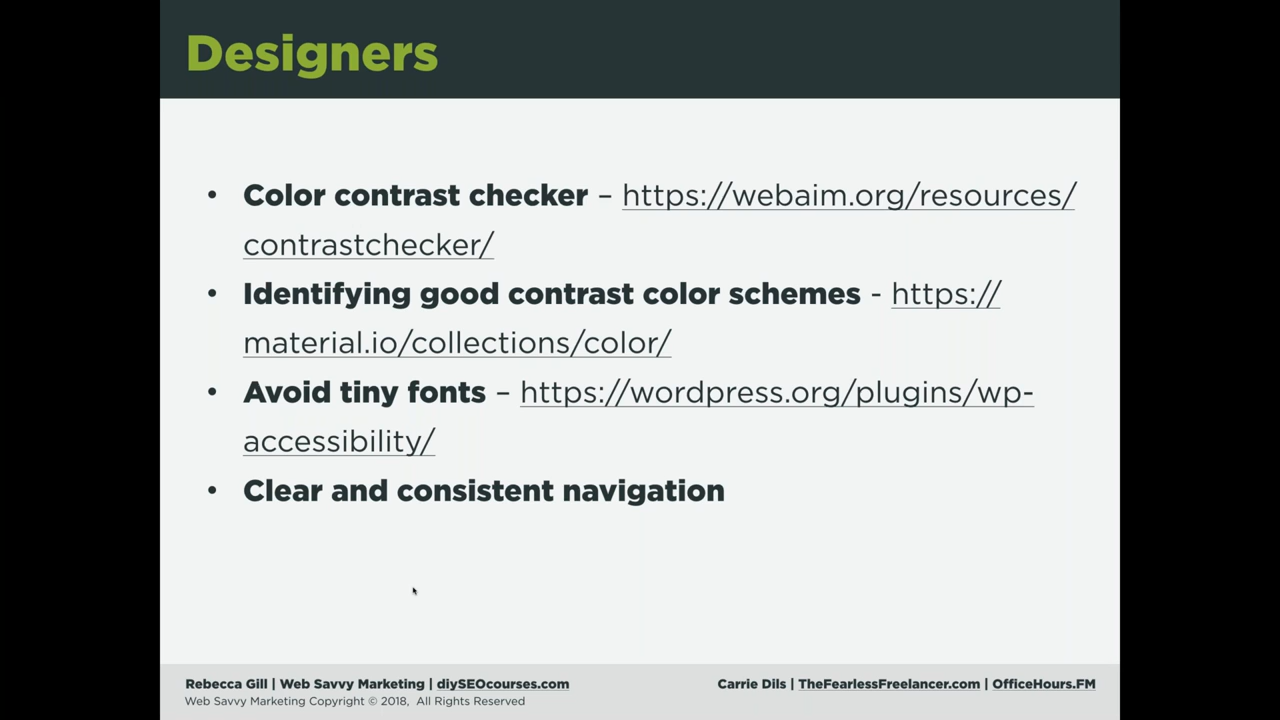 Designers
• Color contrast checker – https://webaim.org/resources/
contrastchecker/
• Identifying good contrast color schemes - https://
material.io/collections/color/
• Avoid tiny fonts – https://wordpress.org/plugins/wp-
accessibility/
• Clear and consistent navigation
Rebecca Gill | Web Savvy Marketing | diySEOcourses.com
Web Savvy Marketing Copyright © 2018, All Rights Reserved
Carrie Dils | TheFearlessFreelancer.com | OfficeHours.FM